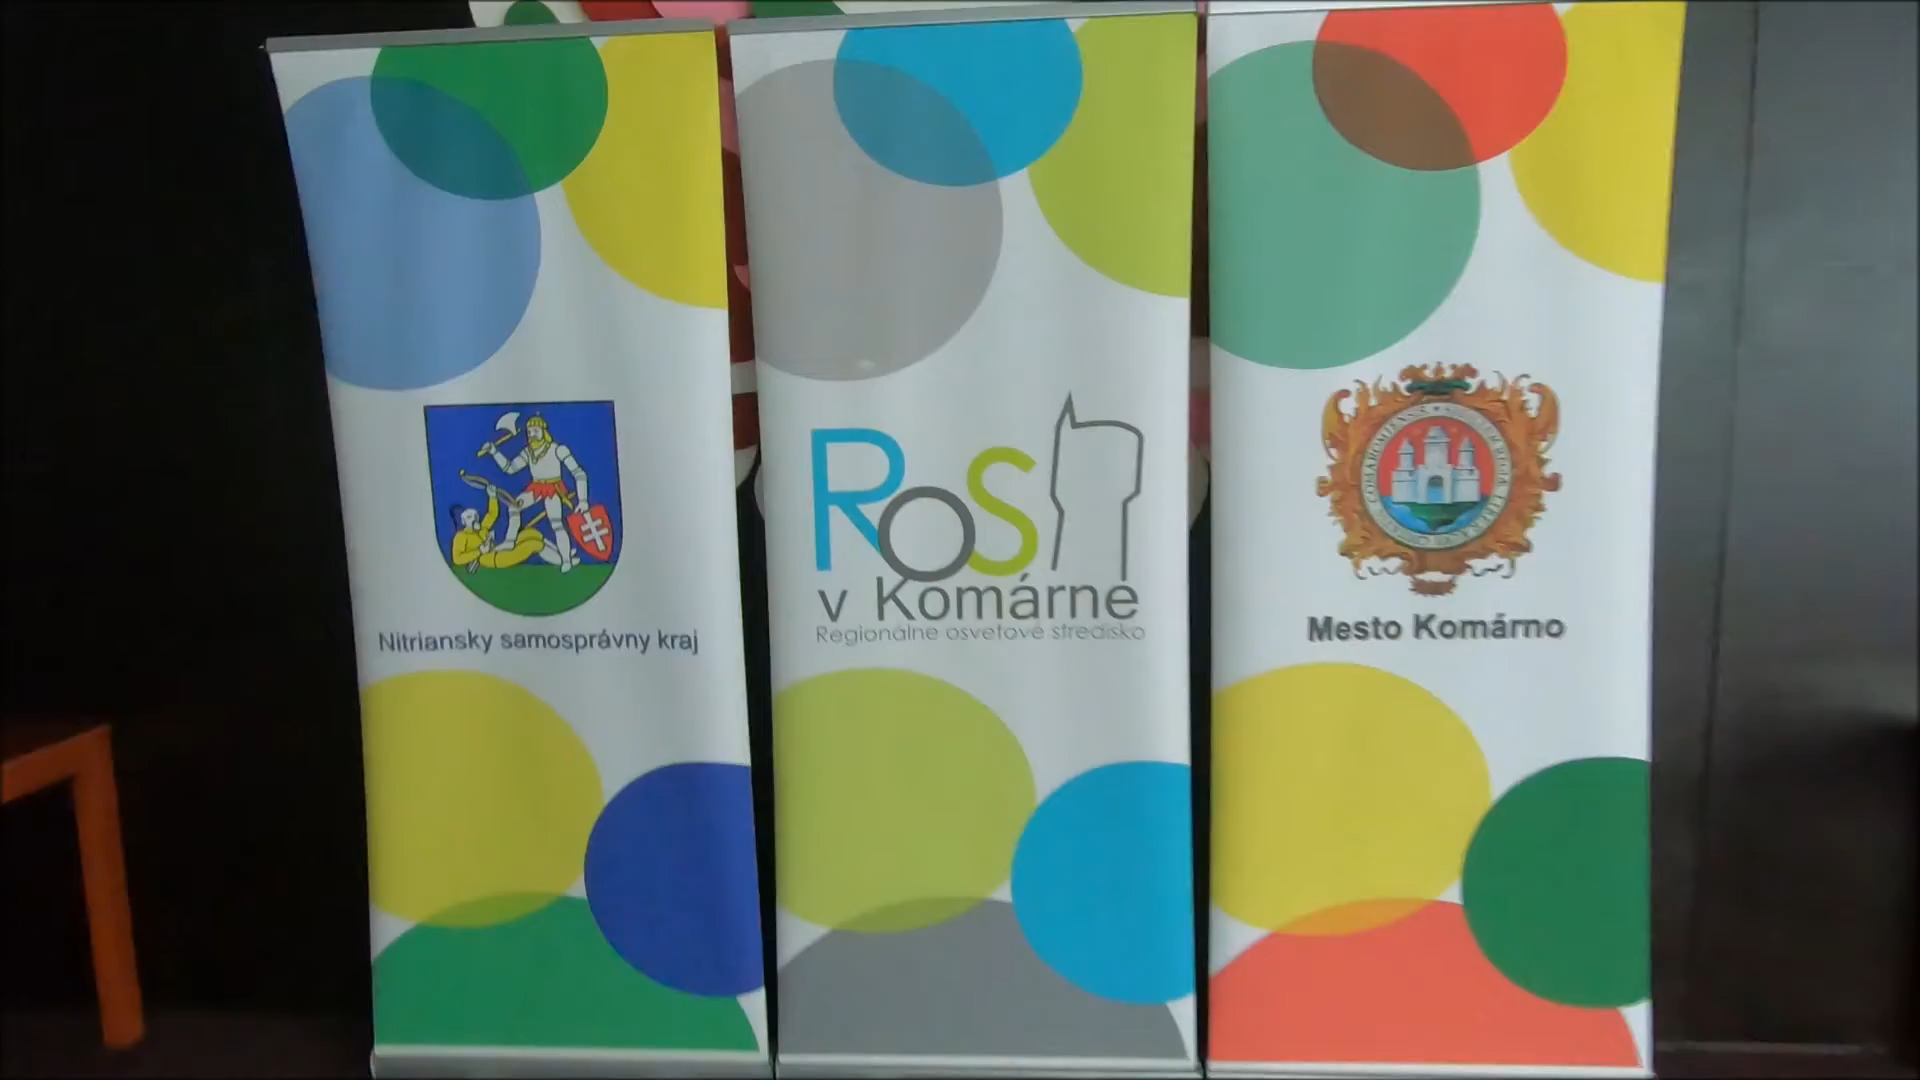 Nitriansky samosprávny kraj
RoS
v Komárne
Regionálne osvetové stredisko
Mesto Komárno